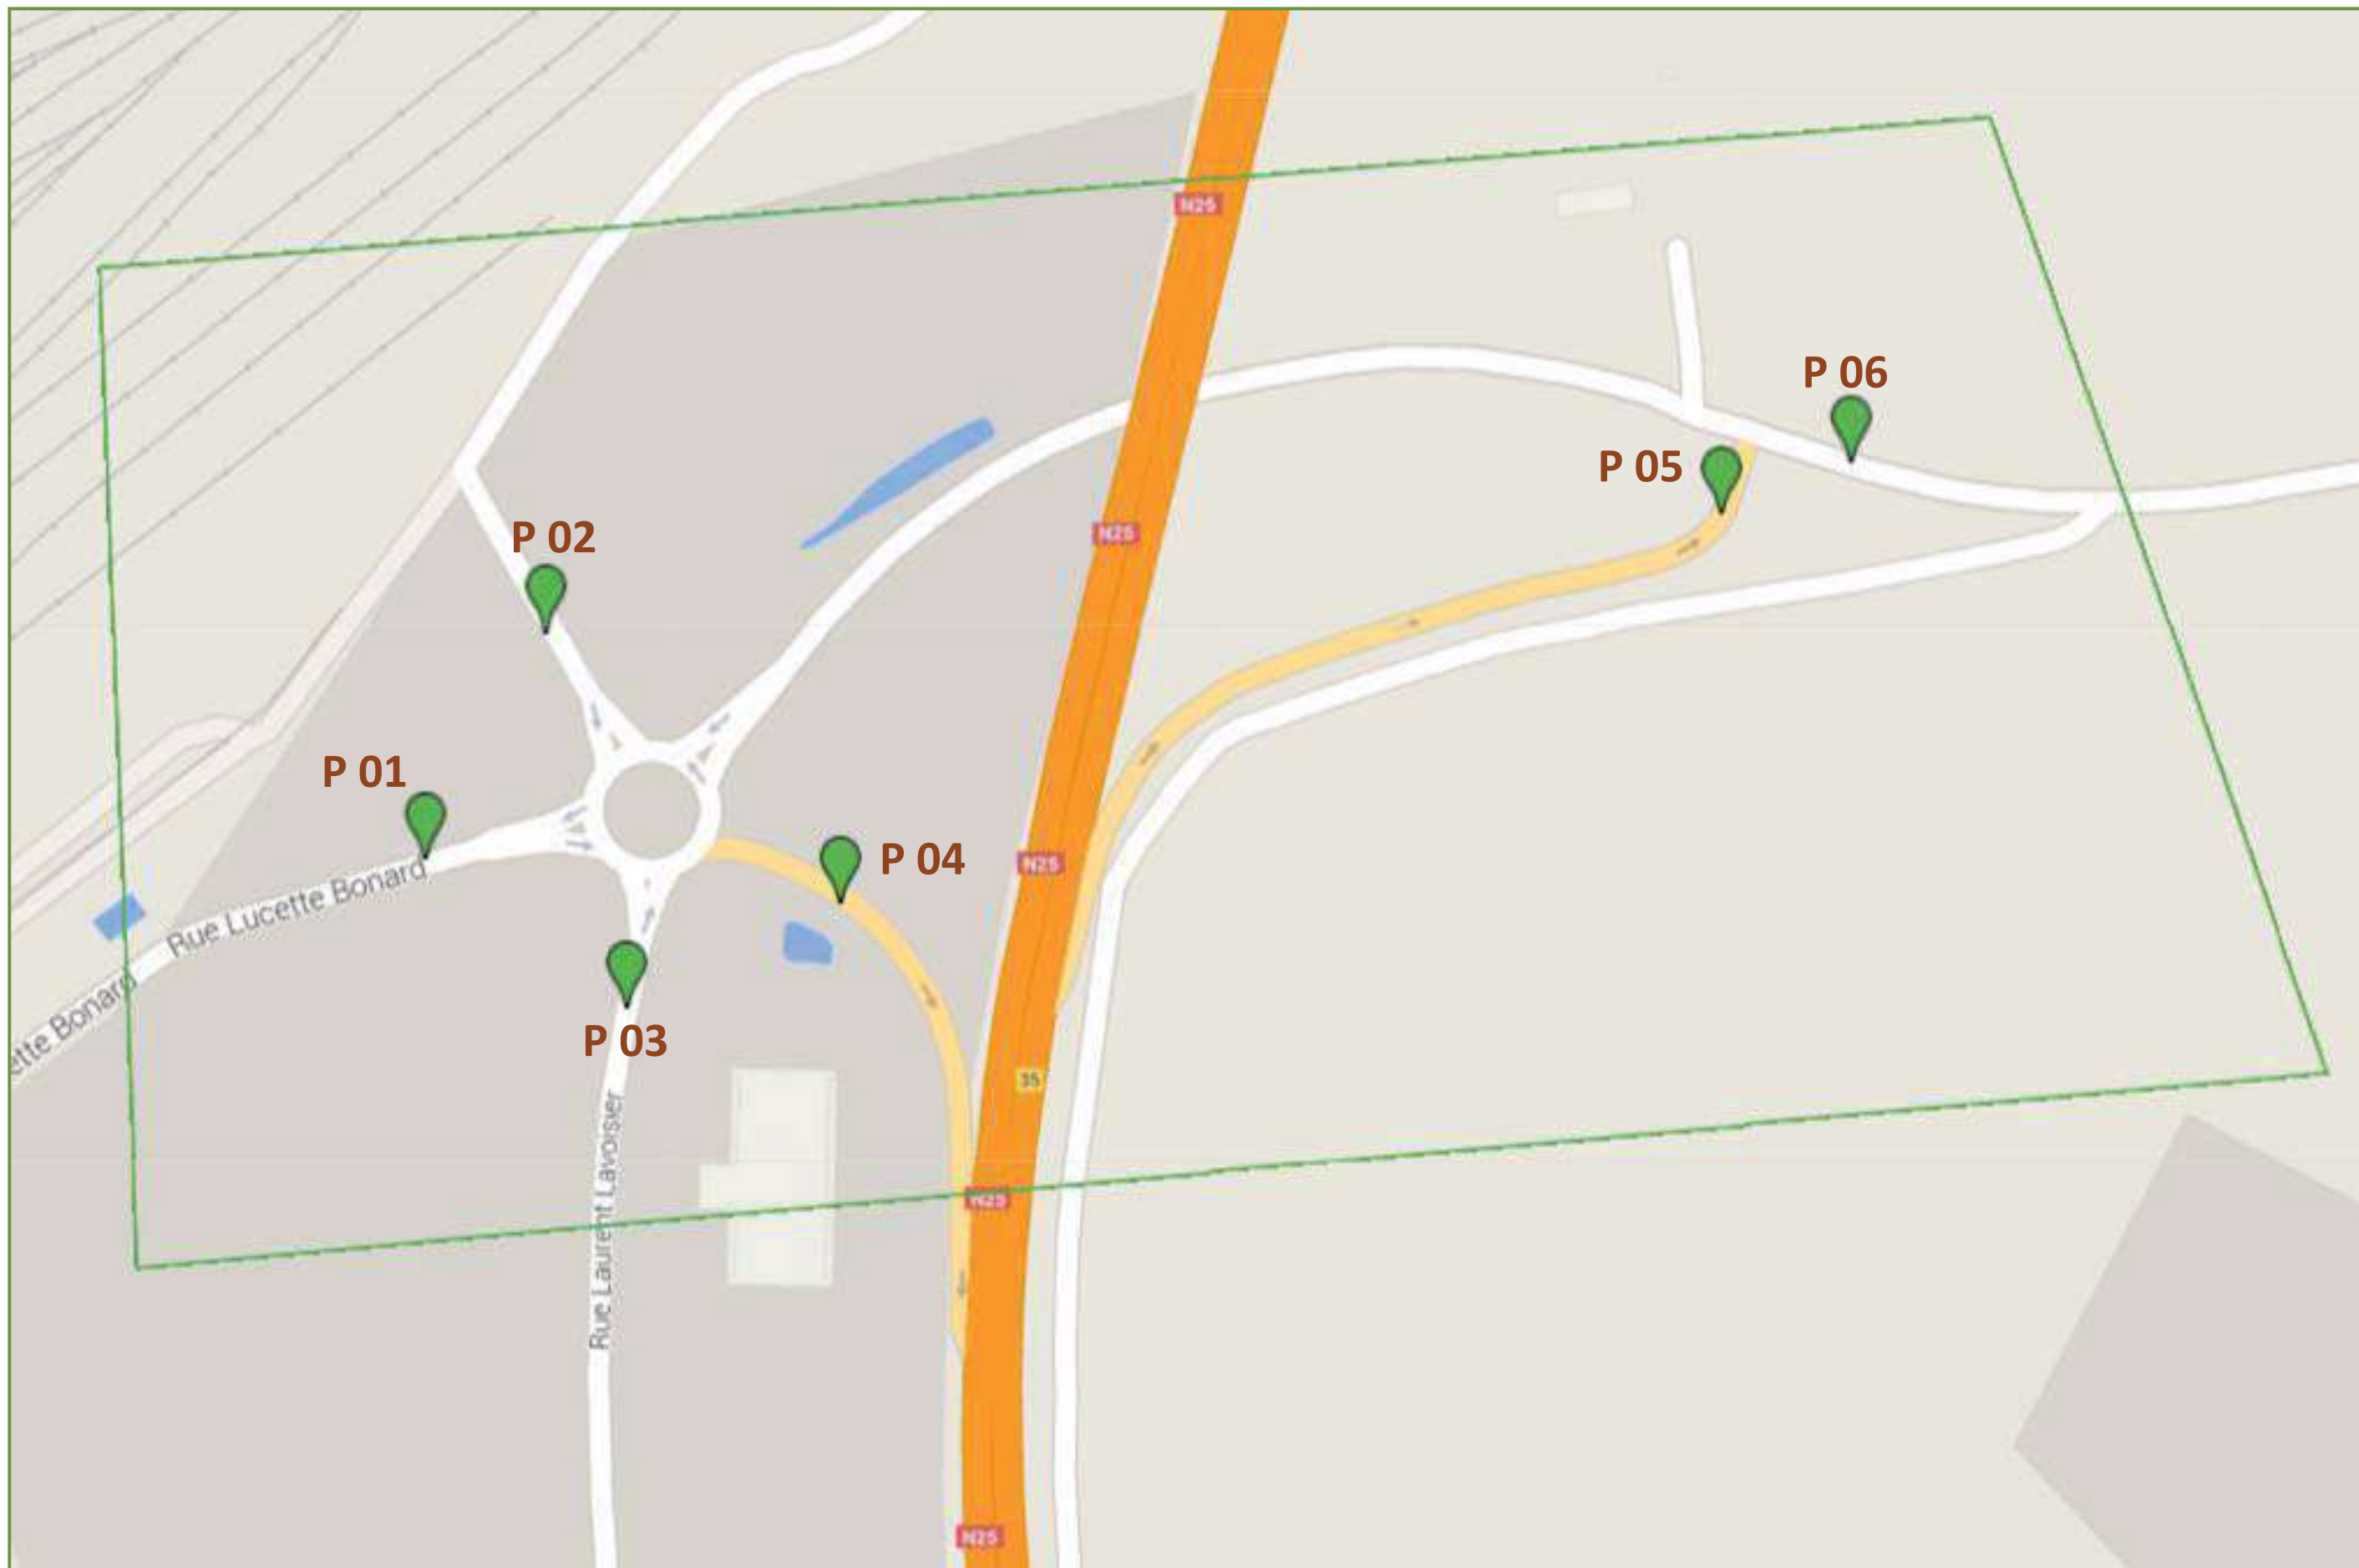 N25
P 06
P 05
N25
P 02
P 01
P 04
N25
Rue Lucette Bonard
ette Bonard
P 03
35
Rue Laurent Lavoisier
N25
N25